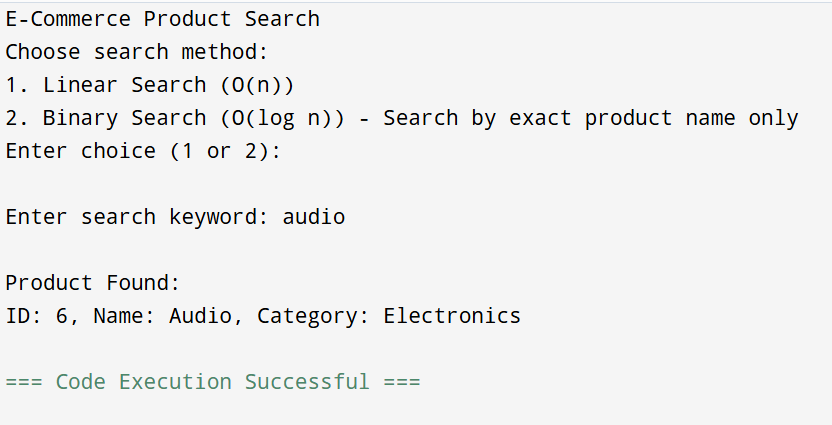 E-Commerce Product Search
Choose search method:
1. Linear Search (O(n))
2. Binary Search (O(log n)) - Search by exact product name only
Enter choice (1 or 2):
Enter search keyword: audio
Product Found:
ID: 6, Name: Audio, Category: Electronics
=== Code Execution Successful ===